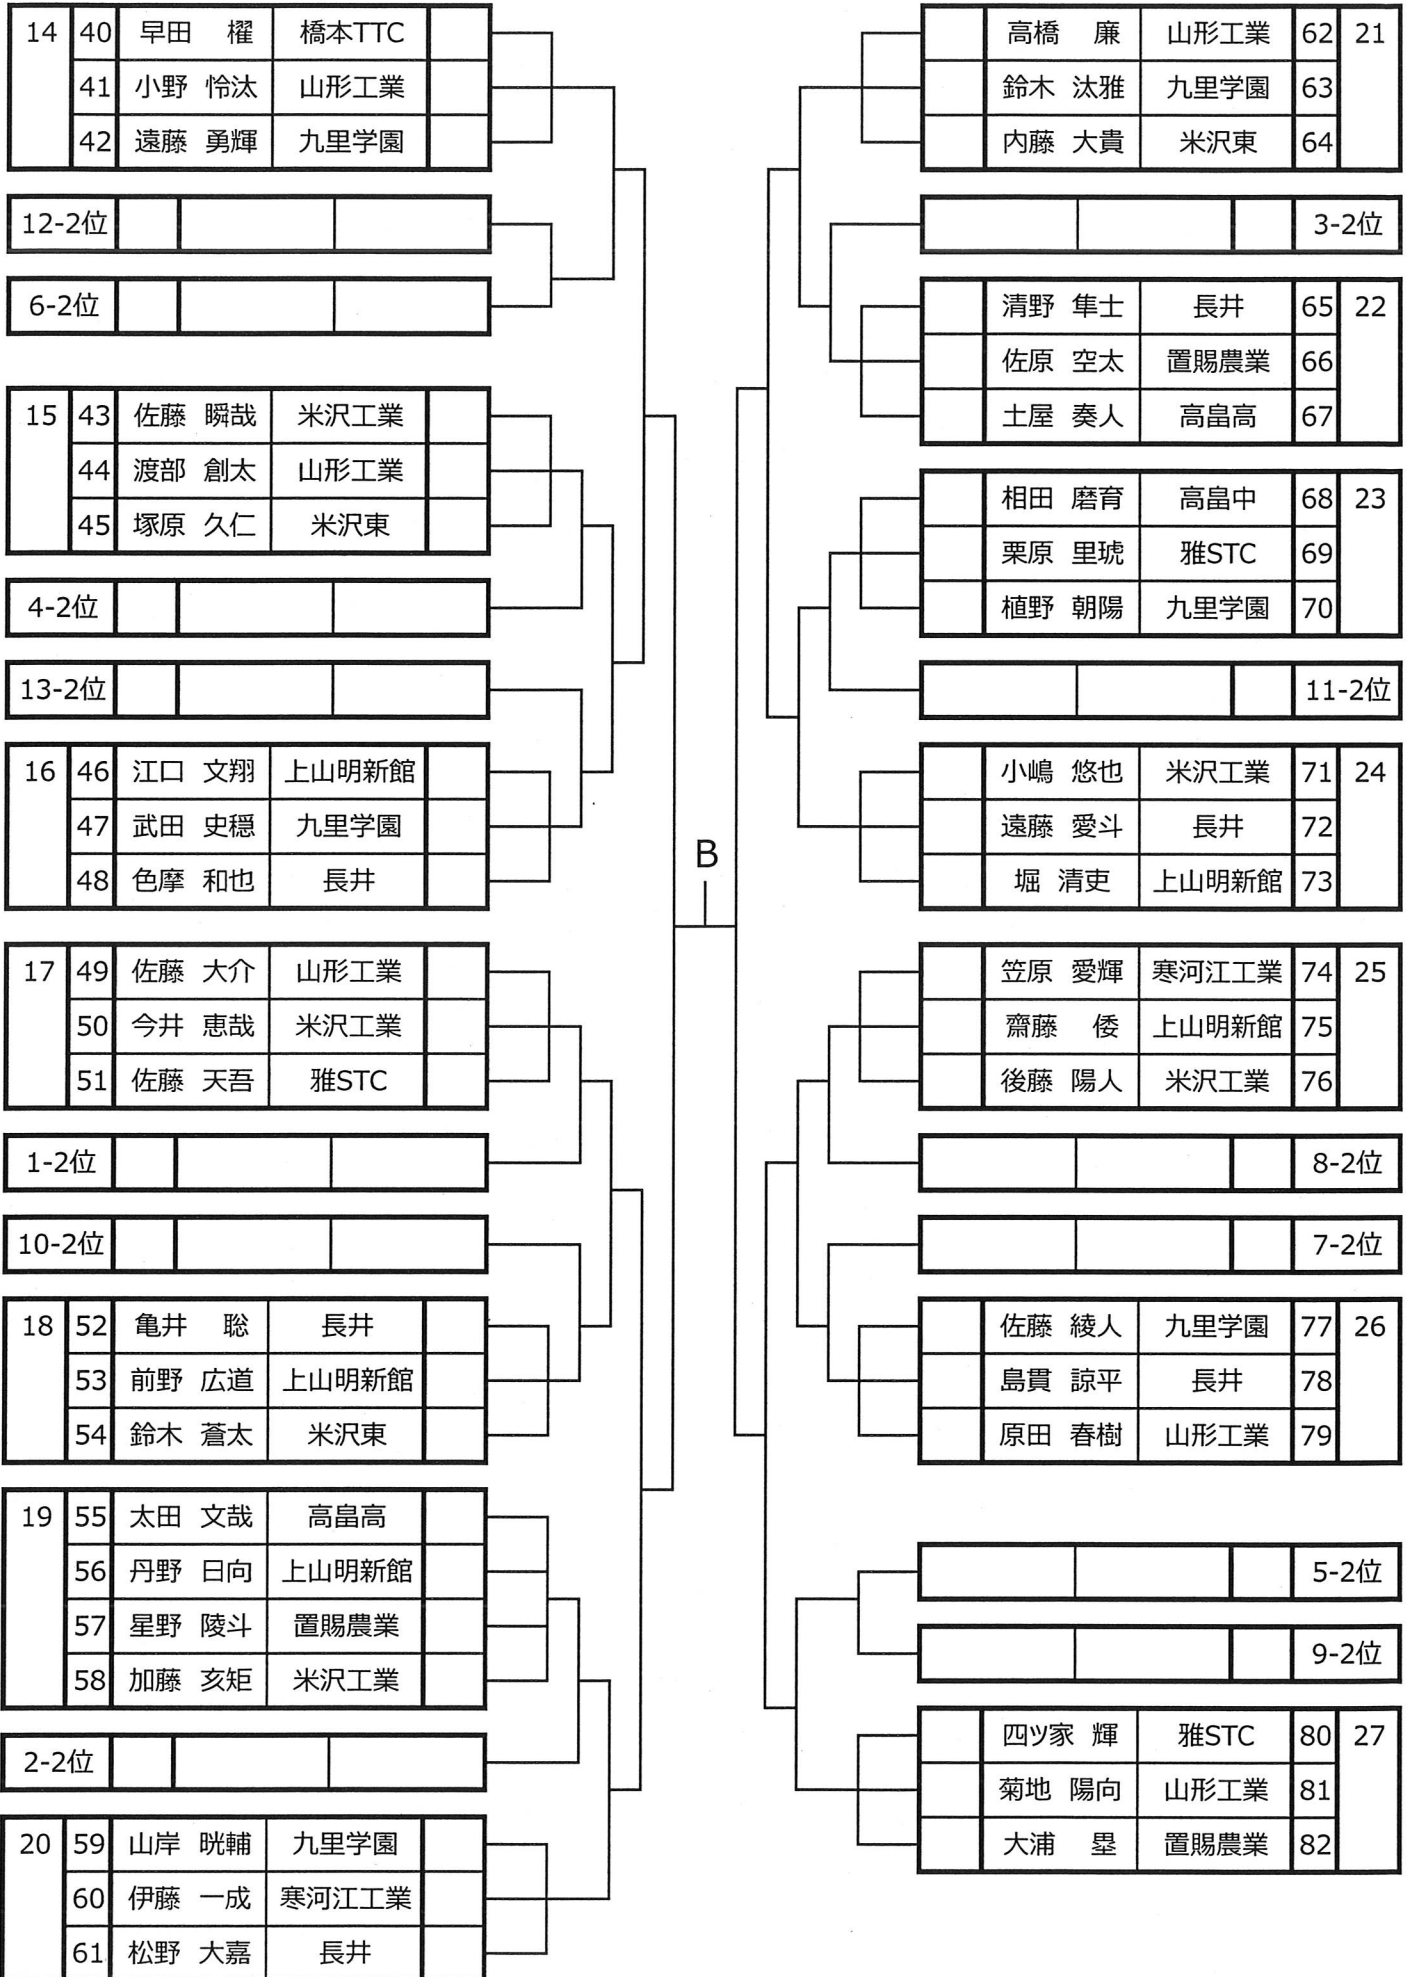 14 40 早田 櫂 橋本TTC
41 小野 怜汰 山形工業
42 遠藤 勇輝 九里学園
12-2位
6-2位
15 43 佐藤 瞬哉 米沢工業
44 渡部 創太 山形工業
45 塚原 久仁 米沢東
4-2位
13-2位
16 46 江口 文翔 上山明新館
47 武田 史穏 九里学園
48 色摩 和也 長井
17 49 佐藤 大介 山形工業
50 今井 恵哉 米沢工業
51 佐藤 天吾 雅STC
1-2位
10-2位
18 52 亀井 聡 長井
53 前野 広道 上山明新館
54 鈴木 蒼太 米沢東
19 55 太田 文哉 高畠高
56 丹野 日向 上山明新館
57 星野 陵斗 置賜農業
58 加藤 亥矩 米沢工業
2-2位
20 59 山岸 晄輔 九里学園
60 伊藤 一成 寒河江工業
61 松野 大嘉 長井
B
高橋 廉 山形工業 62 21
鈴木 汰雅 九里学園 63
内藤 大貴 米沢東 64
3-2位
清野 隼士 長井 65 22
佐原 空太 置賜農業 66
土屋 奏人 高畠高 67
相田 磨育 高畠中 68 23
栗原 里琥 雅STC 69
植野 朝陽 九里学園 70
11-2位
小嶋 悠也 米沢工業 71 24
遠藤 愛斗 長井 72
堀 清吏 上山明新館 73
笠原 愛輝 寒河江工業 74 25
齋藤 倭 上山明新館 75
後藤 陽人 米沢工業 76
8-2位
7-2位
佐藤 綾人 九里学園 77 26
島貫 諒平 長井 78
原田 春樹 山形工業 79
5-2位
9-2位
四ツ家 輝 雅STC 80 27
菊地 陽向 山形工業 81
大浦 塁 置賜農業 82